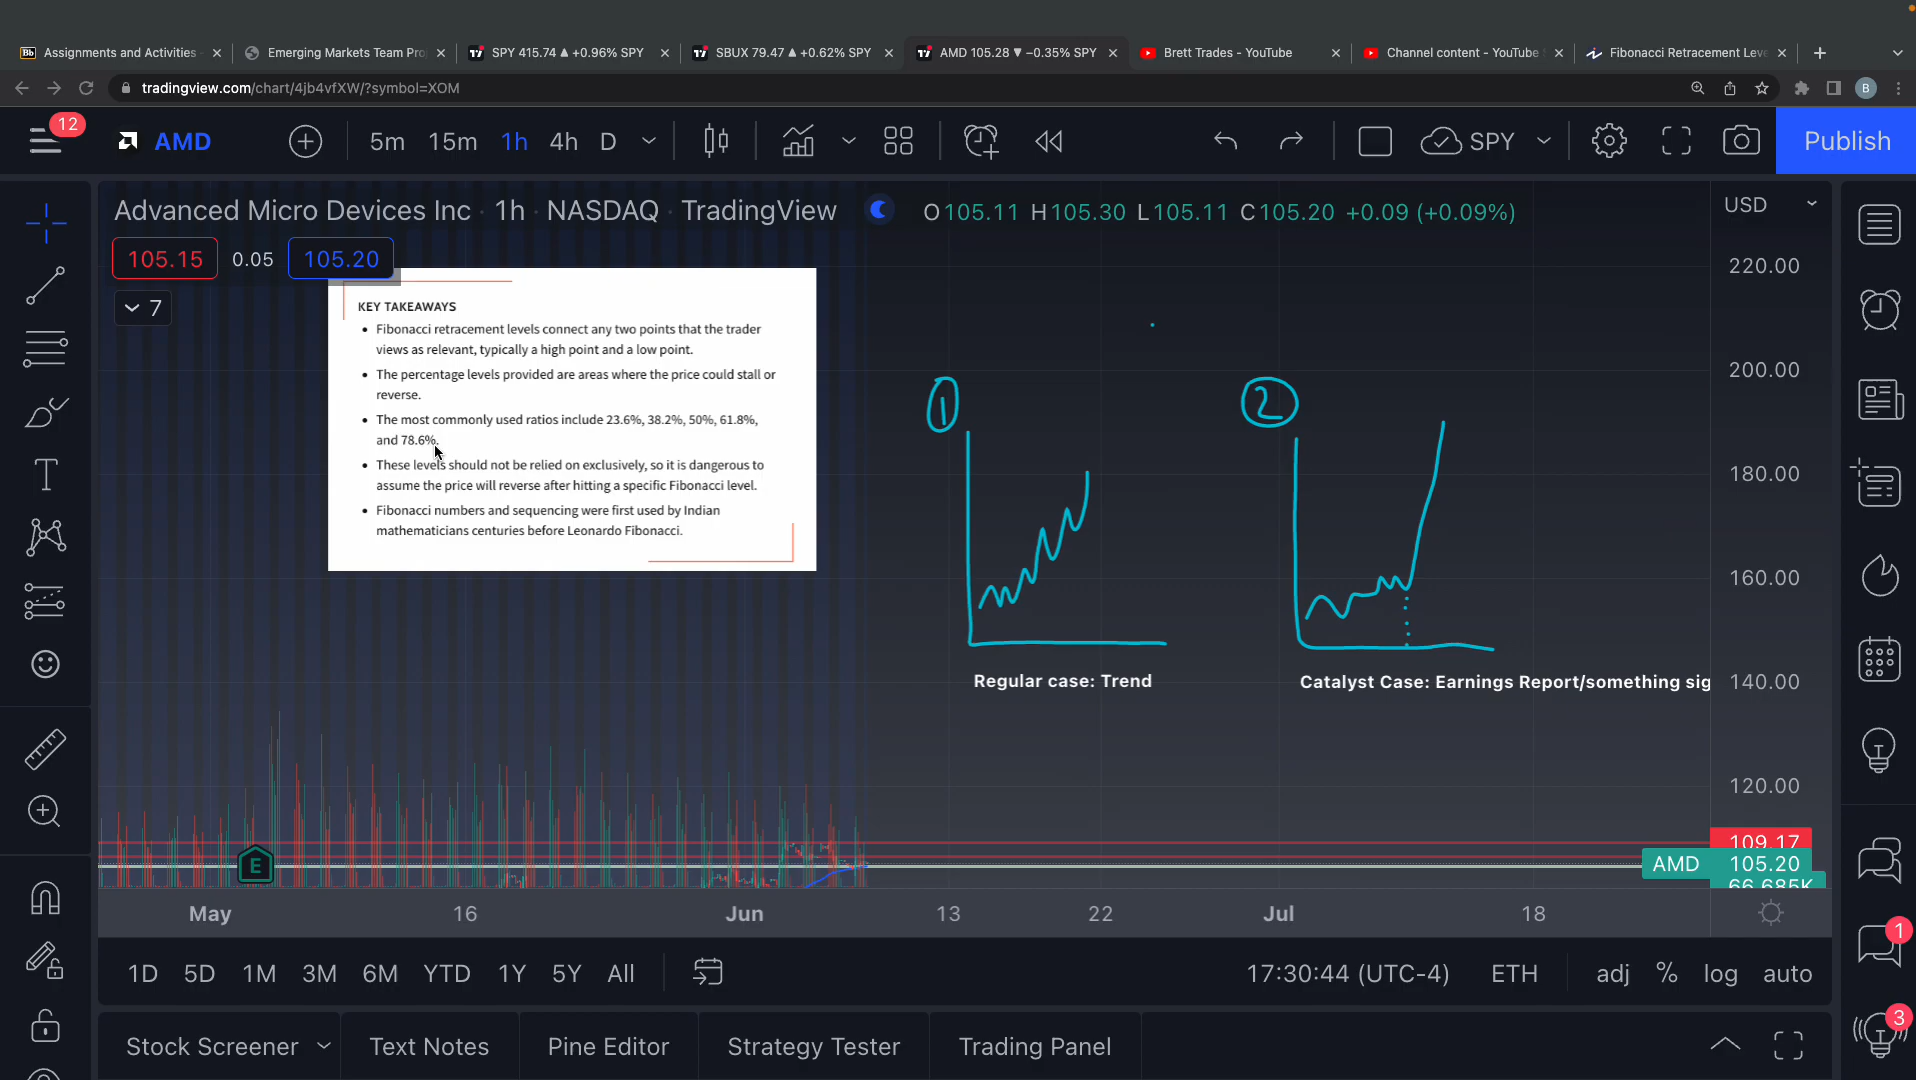 Assignments and Activities
Emerging Markets Team Pro
SPY 415.74 ▲ +0.96% SPY
SBUX 79.47 ▲ +0.62% SPY
AMD 105.28 ▼ −0.35% SPY
Brett Trades - YouTube
Channel content - YouTube S
Fibonacci Retracement Leve
tradingview.com/chart/4jb4vfXW/?symbol=XOM
B
12
AMD
5m 15m 1h 4h D
SPY
Publish
Advanced Micro Devices Inc · 1h · NASDAQ · TradingView
O105.11 H105.30 L105.11 C105.20 +0.09 (+0.09%)
USD
105.15 0.05 105.20
7
KEY TAKEAWAYS
• Fibonacci retracement levels connect any two points that the trader
views as relevant, typically a high point and a low point.
• The percentage levels provided are areas where the price could stall or
reverse.
• The most commonly used ratios include 23.6%, 38.2%, 50%, 61.8%,
and 78.6%.
• These levels should not be relied on exclusively, so it is dangerous to
assume the price will reverse after hitting a specific Fibonacci level.
• Fibonacci numbers and sequencing were first used by Indian
mathematicians centuries before Leonardo Fibonacci.
1
2
Regular case: Trend
Catalyst Case: Earnings Report/something sig
220.00
200.00
180.00
160.00
140.00
120.00
109.17
AMD 105.20
66.685K
E
May 16 Jun 13 22 Jul 18
1D 5D 1M 3M 6M YTD 1Y 5Y All
17:30:44 (UTC-4) ETH adj % log auto
Stock Screener Text Notes Pine Editor Strategy Tester Trading Panel
1
3